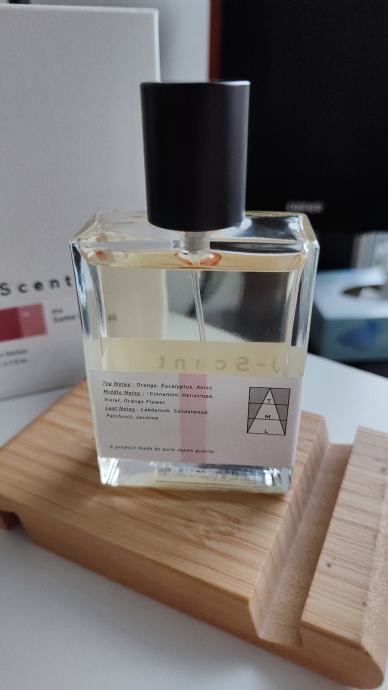 Scent
J-Scent
Top Notes : Orange, Eucalyptus, Anise
Middle Notes : Cinnamon, Heliotrope,
Violet, Orange Flower
Last Notes : Labdanum, Sandalwood,
Patchouli, Jasmine
T
M
L
A product made by pure Japan quality